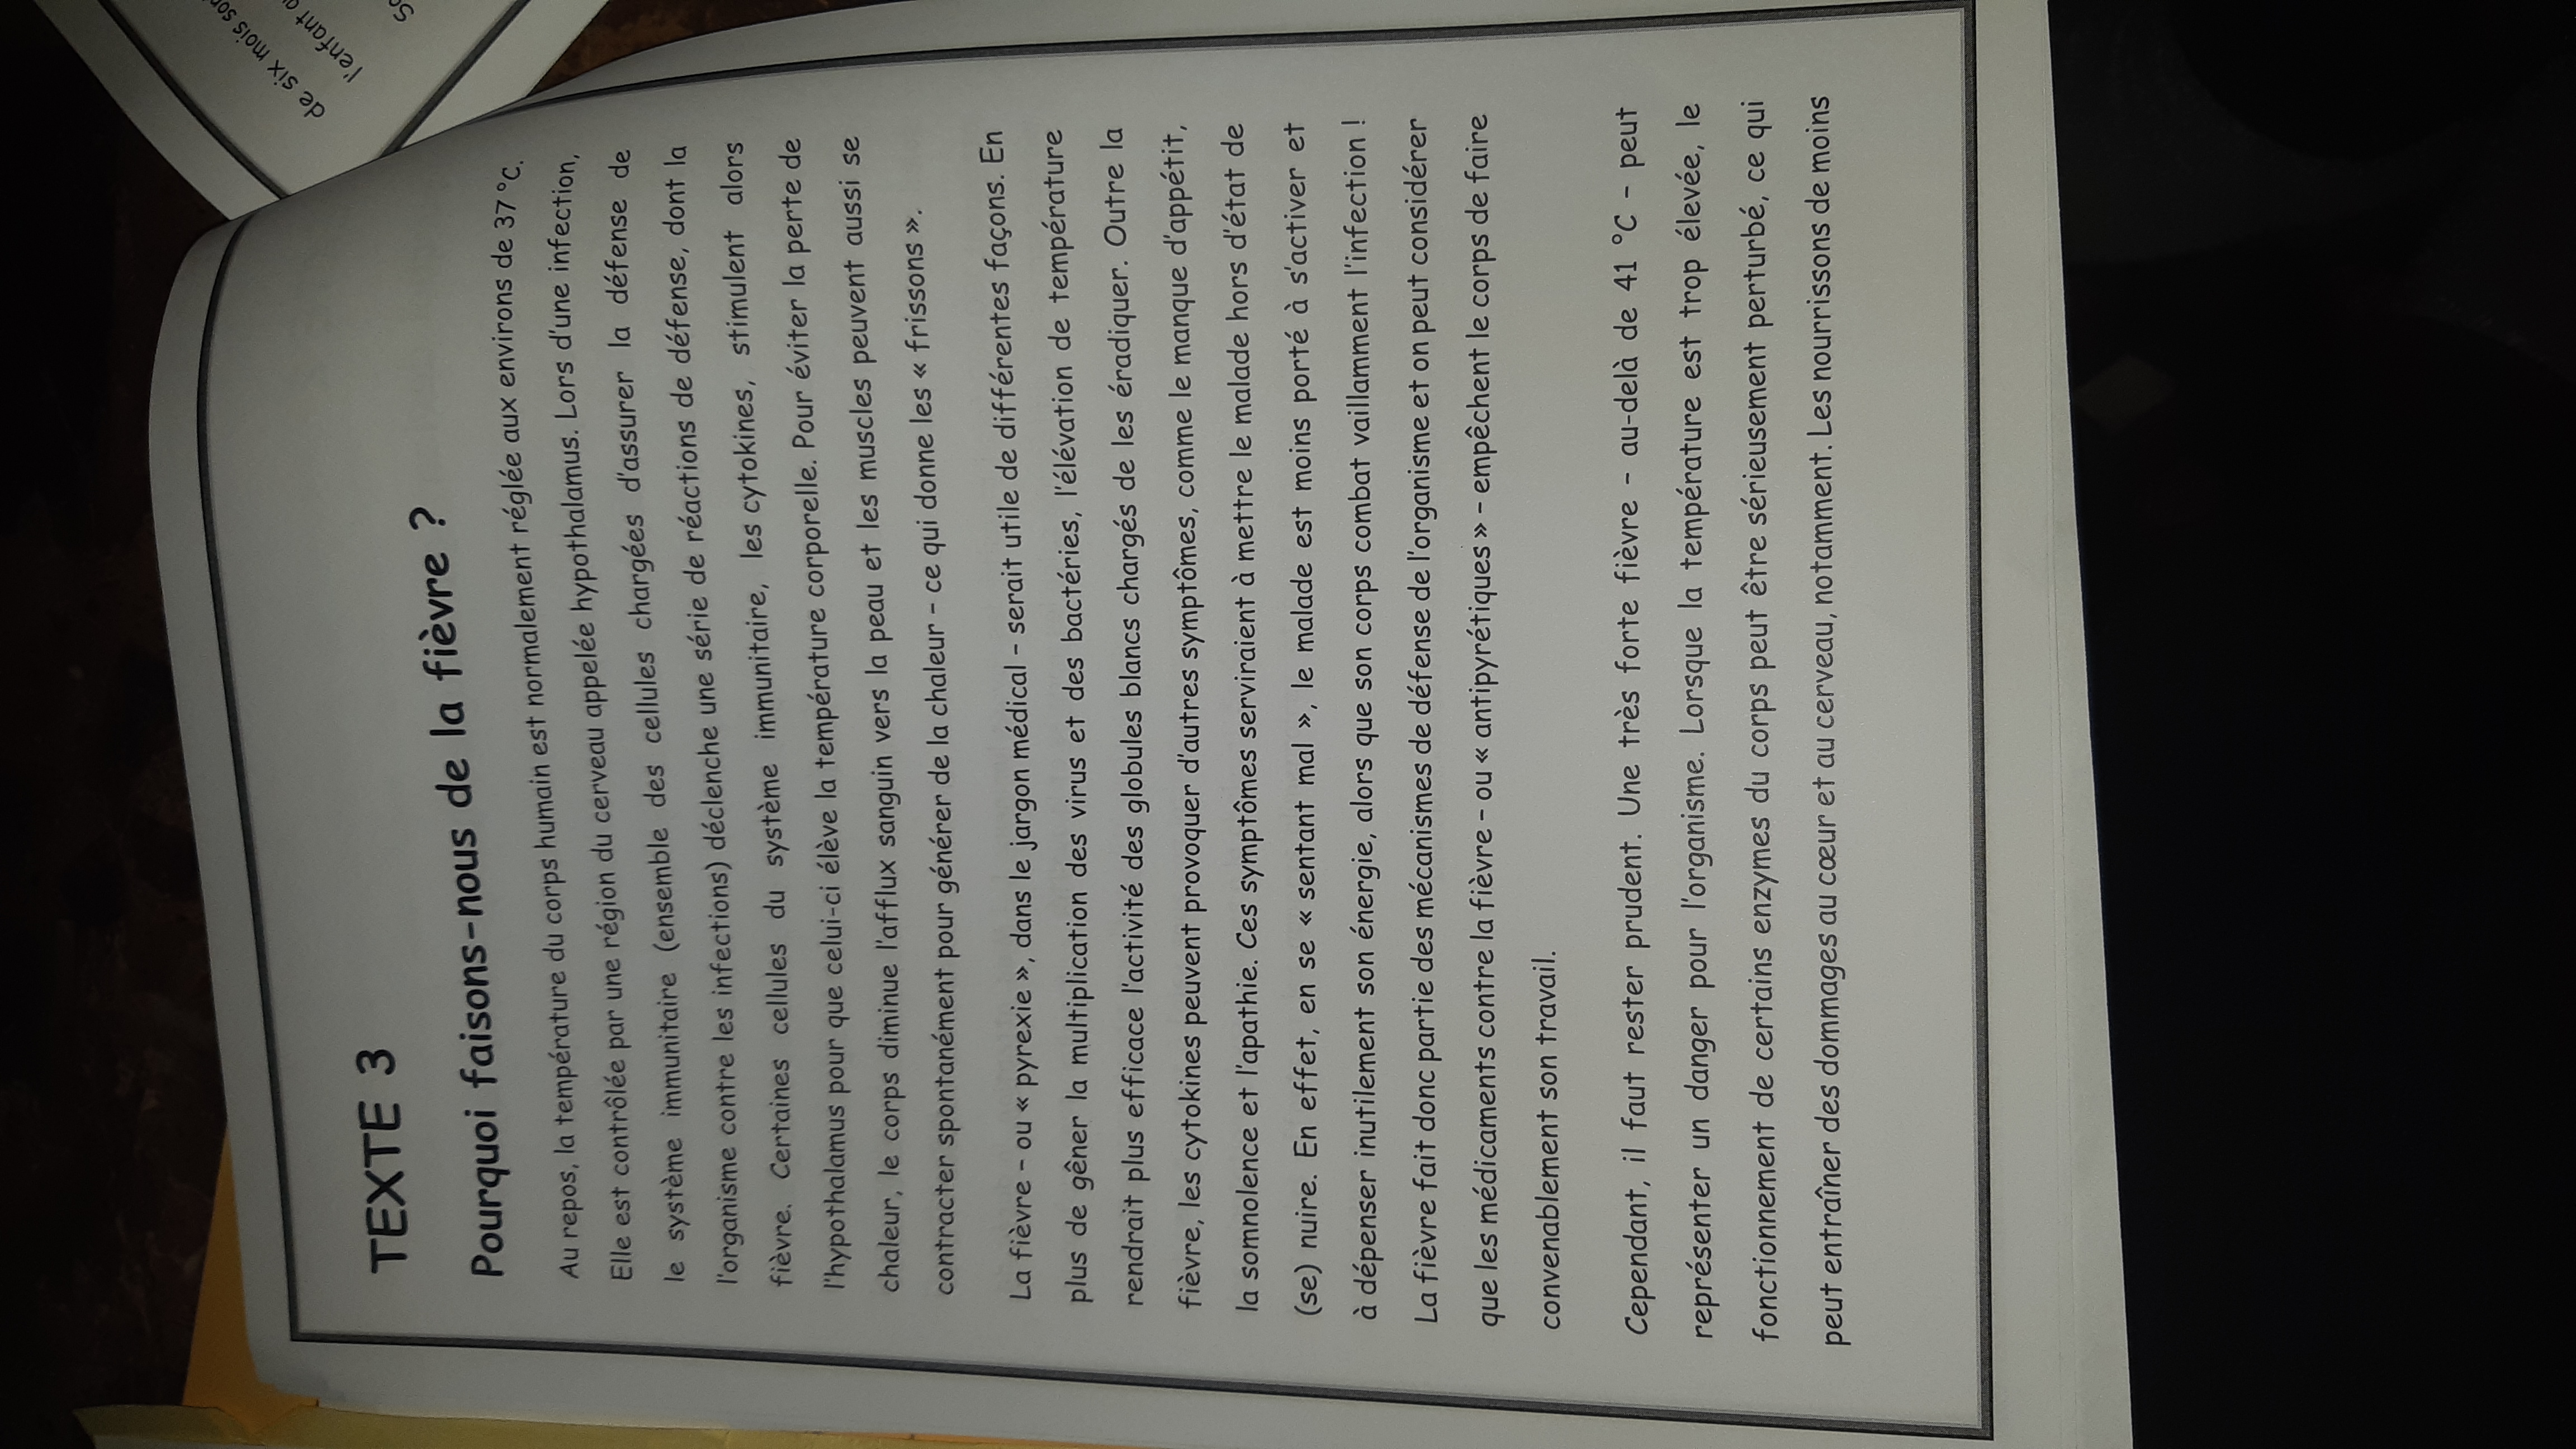 TEXTE 3
Pourquoi faisons-nous de la fièvre ?
Au repos, la température du corps humain est normalement réglée aux environs de 37 °C.
Elle est contrôlée par une région du cerveau appelée hypothalamus. Lors d'une infection,
le système immunitaire (ensemble des cellules chargées d'assurer la défense de
l'organisme contre les infections) déclenche une série de réactions de défense, dont la
fièvre. Certaines cellules du système immunitaire, les cytokines, stimulent alors
l'hypothalamus pour que celui-ci élève la température corporelle. Pour éviter la perte de
chaleur, le corps diminue l'afflux sanguin vers la peau et les muscles peuvent aussi se
contracter spontanément pour générer de la chaleur – ce qui donne les « frissons ».
La fièvre – ou « pyrexie », dans le jargon médical – serait utile de différentes façons. En
plus de gêner la multiplication des virus et des bactéries, l'élévation de température
rendrait plus efficace l'activité des globules blancs chargés de les éradiquer. Outre la
fièvre, les cytokines peuvent provoquer d'autres symptômes, comme le manque d'appétit,
la somnolence et l'apathie. Ces symptômes serviraient à mettre le malade hors d'état de
(se) nuire. En effet, en se « sentant mal », le malade est moins porté à s'activer et
à dépenser inutilement son énergie, alors que son corps combat vaillamment l'infection !
La fièvre fait donc partie des mécanismes de défense de l'organisme et on peut considérer
que les médicaments contre la fièvre – ou « antipyrétiques » – empêchent le corps de faire
convenablement son travail.
Cependant, il faut rester prudent. Une très forte fièvre – au-delà de 41 °C – peut
représenter un danger pour l'organisme. Lorsque la température est trop élevée, le
fonctionnement de certains enzymes du corps peut être sérieusement perturbé, ce qui
peut entraîner des dommages au cœur et au cerveau, notamment. Les nourrissons de moins
de six mois
l'enfant